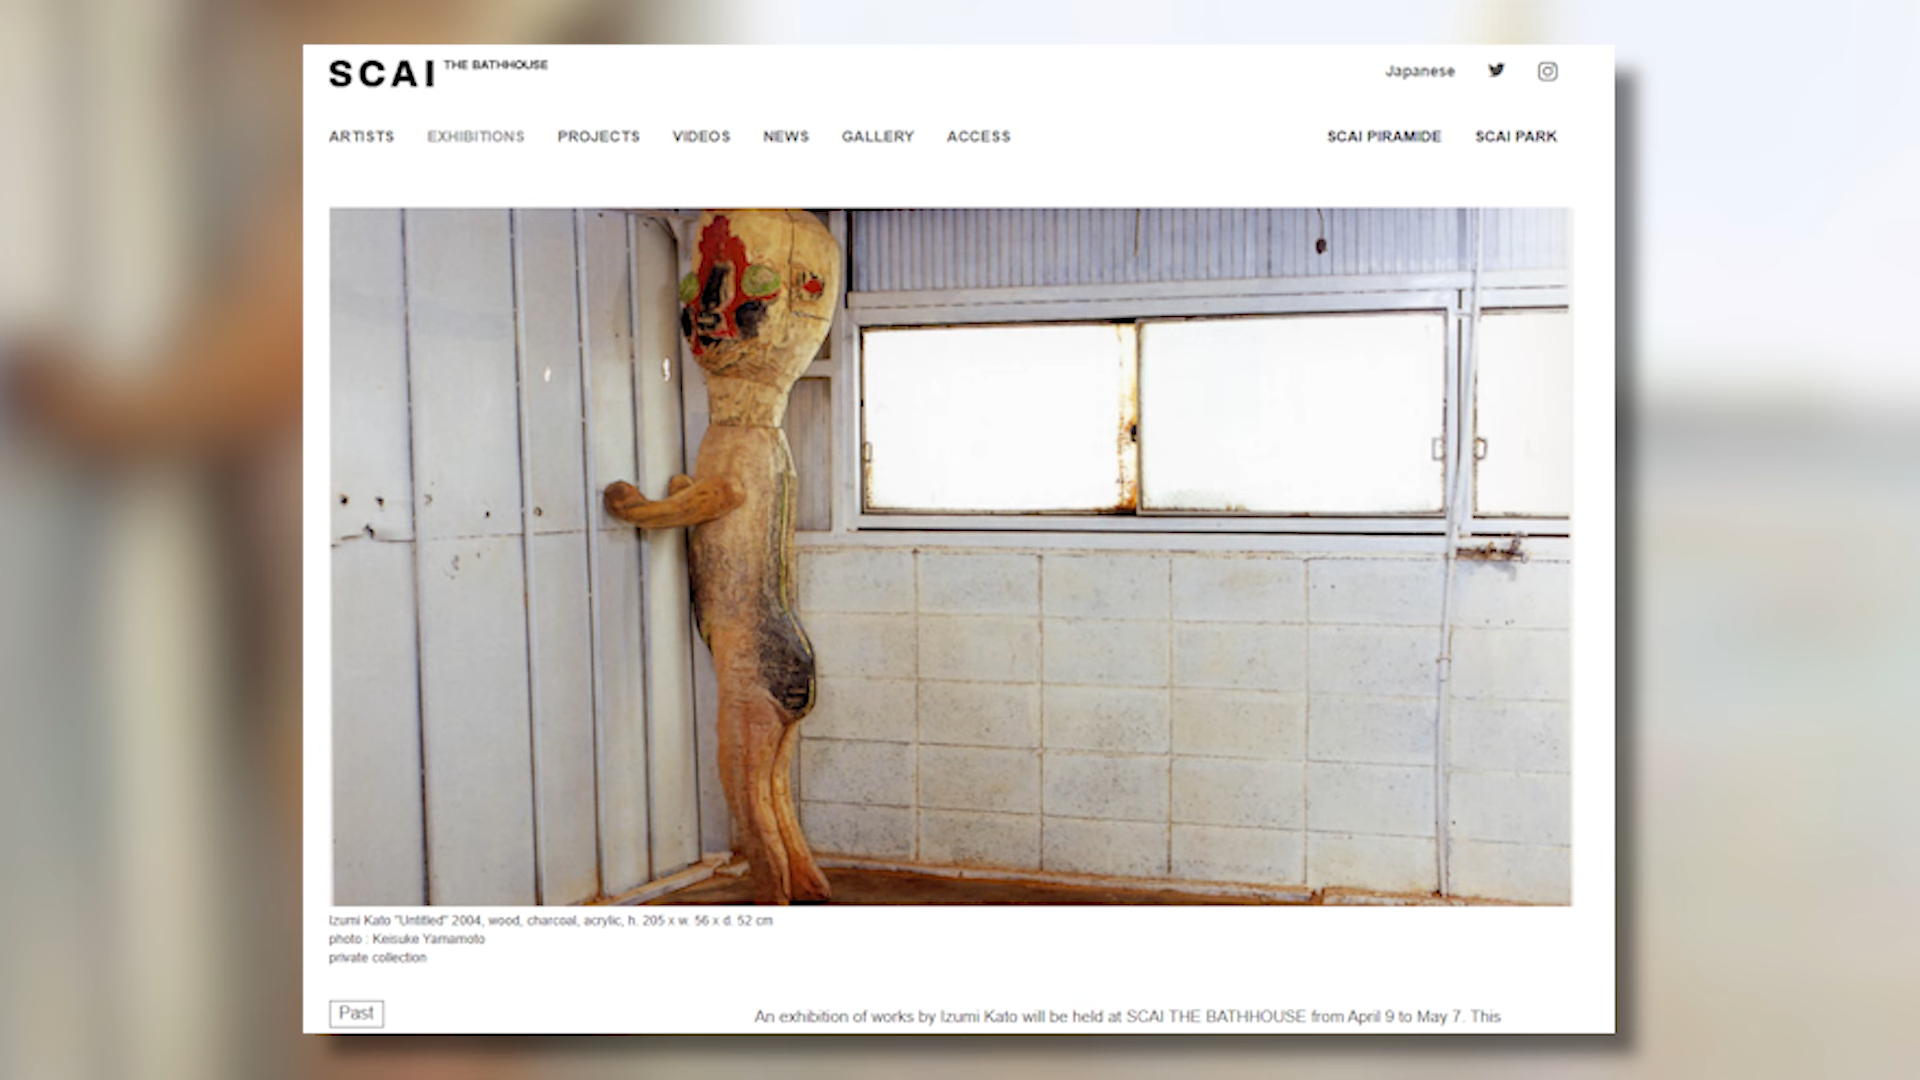 SCAI THE BATHHOUSE
Japanese
ARTISTS EXHIBITIONS PROJECTS VIDEOS NEWS GALLERY ACCESS SCAI PIRAMIDE SCAI PARK
Izumi Kato "Untitled" 2004, wood, charcoal, acrylic, h. 205 x w. 56 x d. 52 cm
photo : Keisuke Yamamoto
private collection
Past
An exhibition of works by Izumi Kato will be held at SCAI THE BATHHOUSE from April 9 to May 7. This